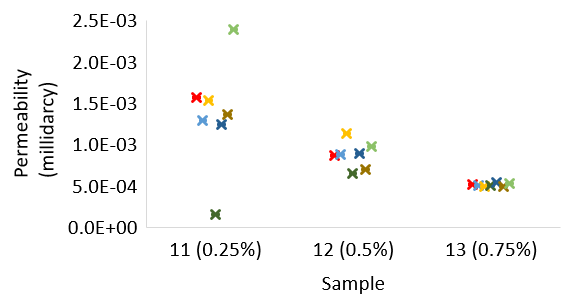 2.5E-03
2.0E-03
1.5E-03
1.0E-03
5.0E-04
0.0E+00
Permeability
(millidarcy)
11 (0.25%) 12 (0.5%) 13 (0.75%)
Sample